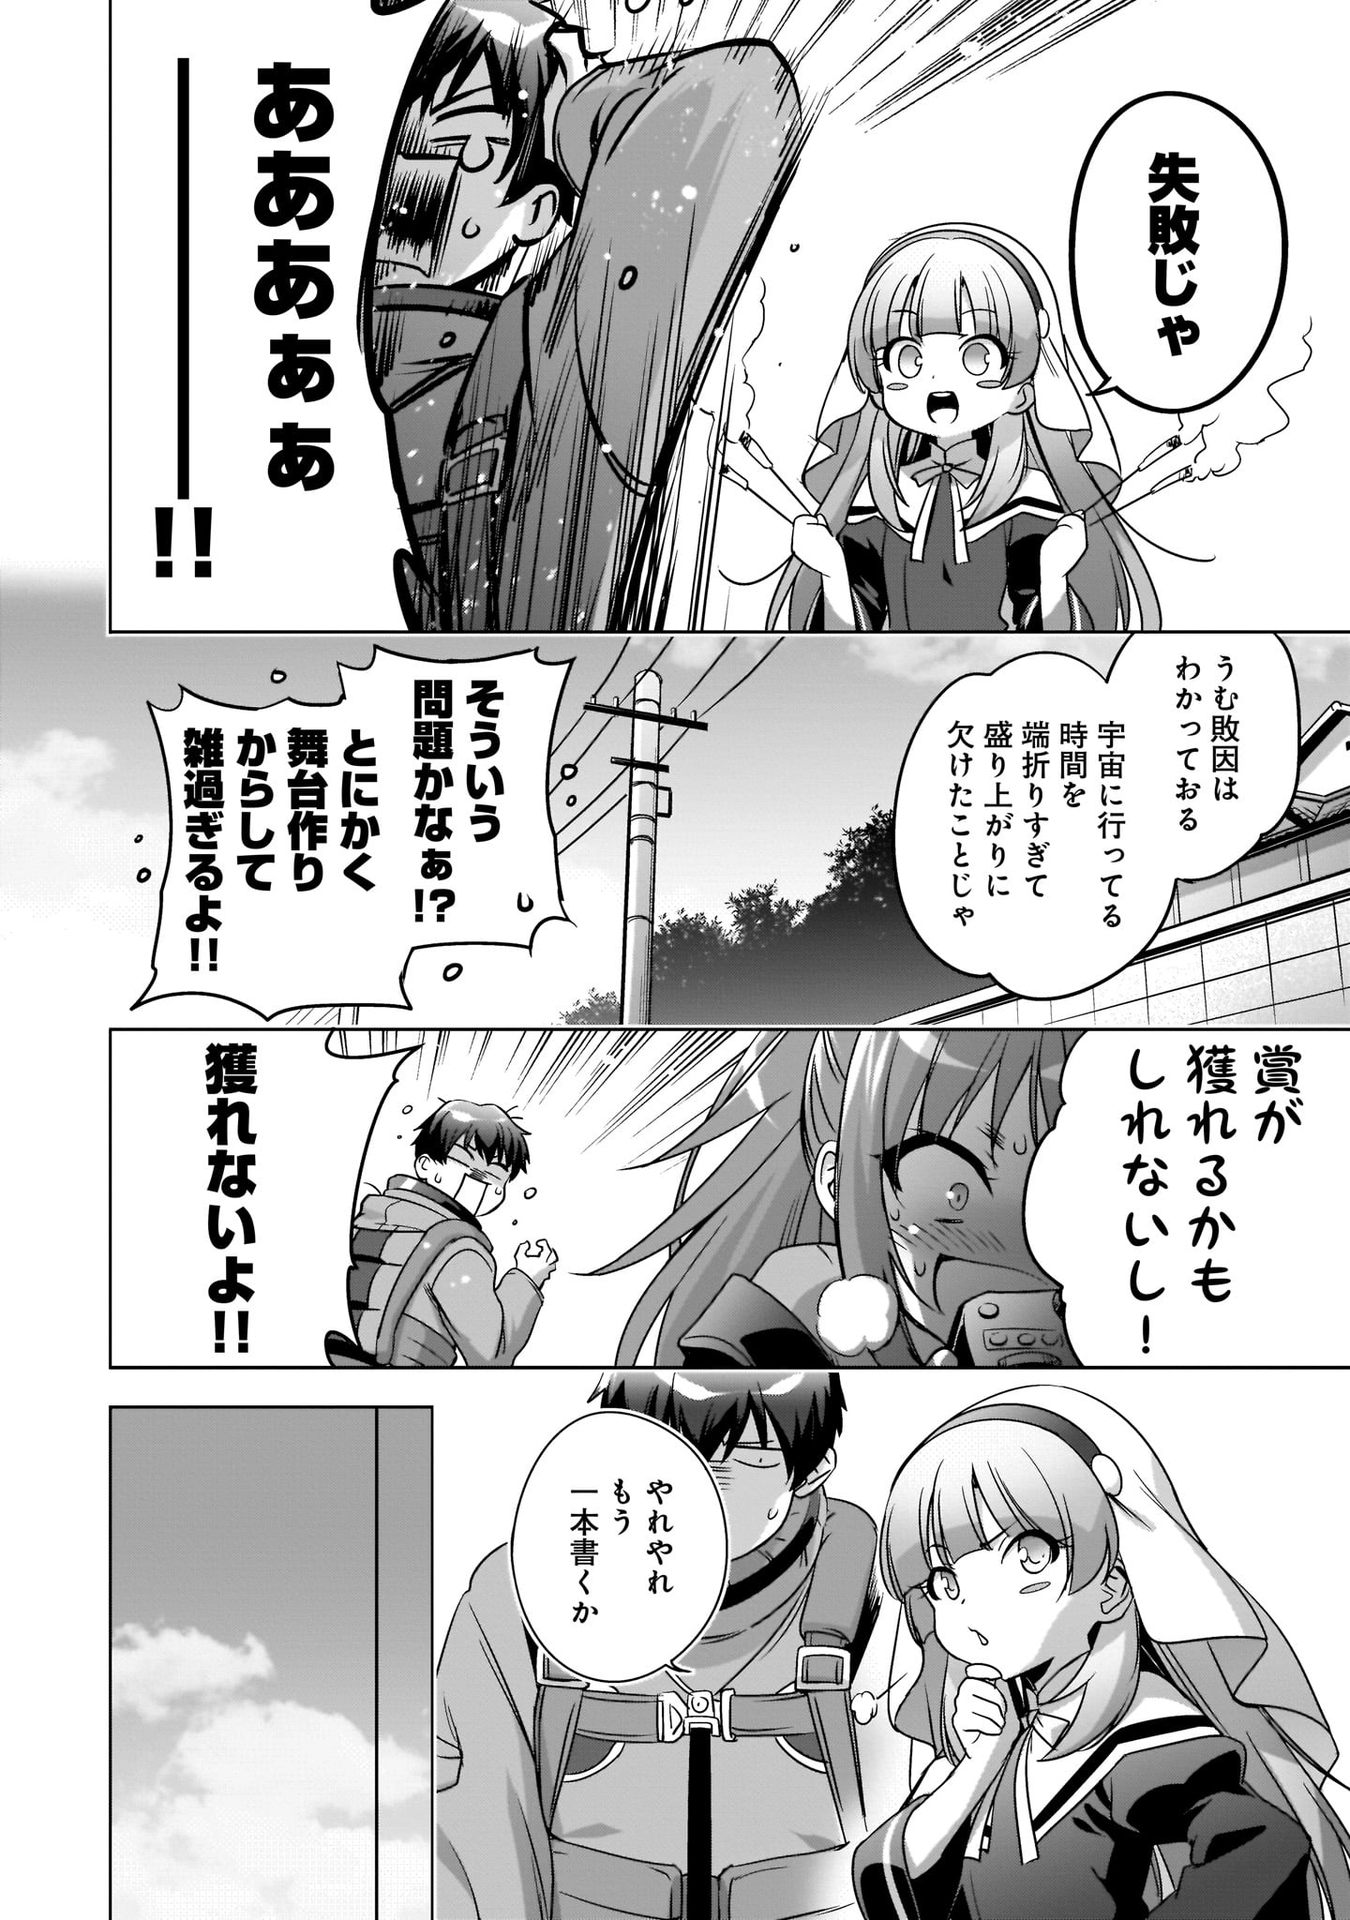 失敗じゃ
ああああぁぁぁ
――!!
うむ敗因は
わかっておる
宇宙に行ってる
時間を
端折りすぎて
盛り上がりに
欠けたことじゃ
そういう
問題かなぁ!?
とにかく
舞台作り
からして
雑過ぎるよ!!
賞が
獲れるかも
しれないし!
獲れないよ!!
やれやれ
もう
一本書くか